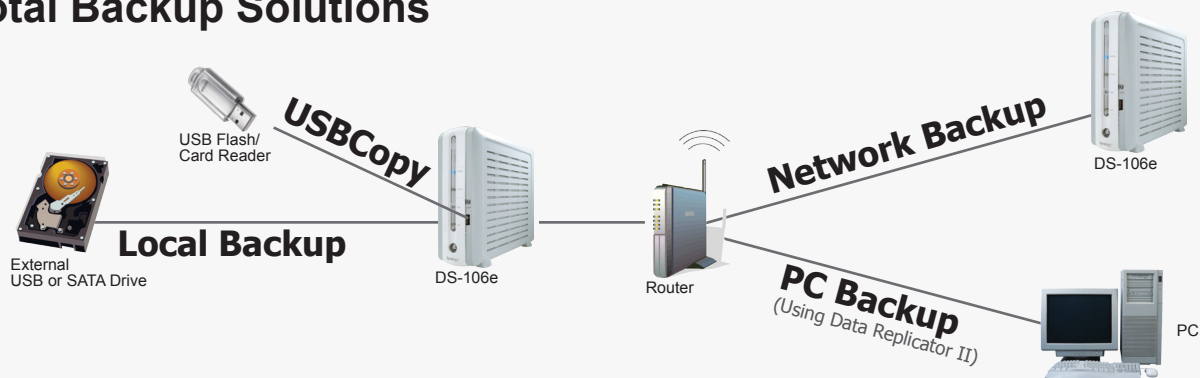 otal Backup Solutions
USB Flash/
Card Reader
USBCopy
External
USB or SATA Drive
Local Backup
DS-106e
Router
Network Backup
DS-106e
PC Backup
(Using Data Replicator II)
PC